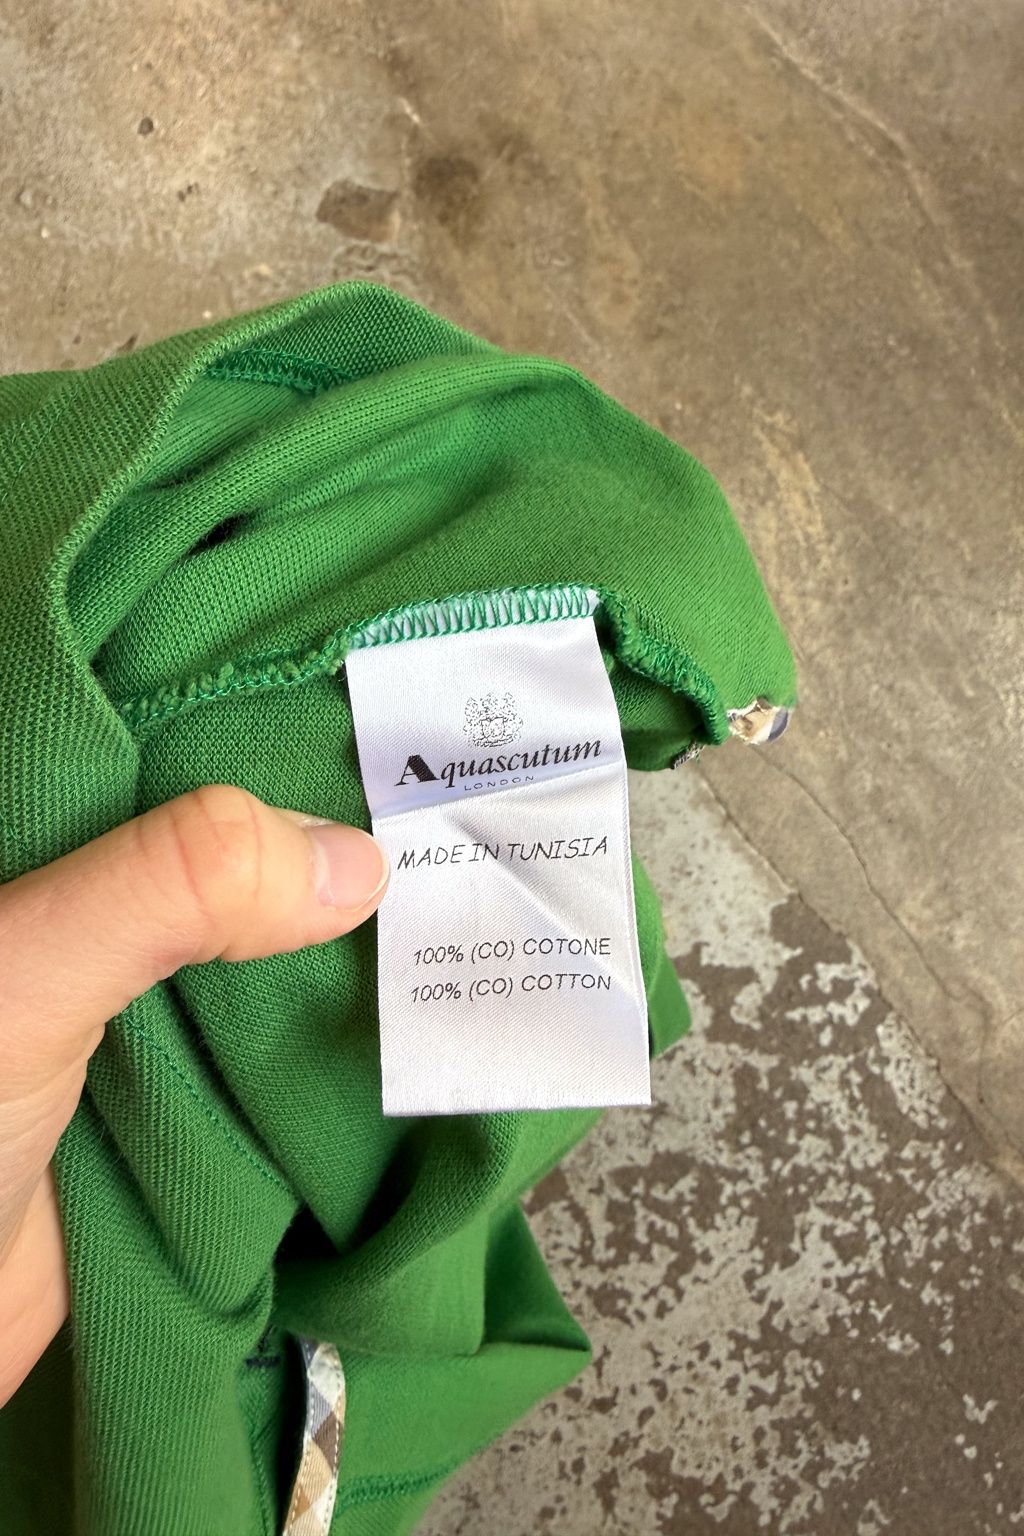 Aquascutum
LONDON
MADE IN TUNISIA
100% (CO) COTONE
100% (CO) COTTON